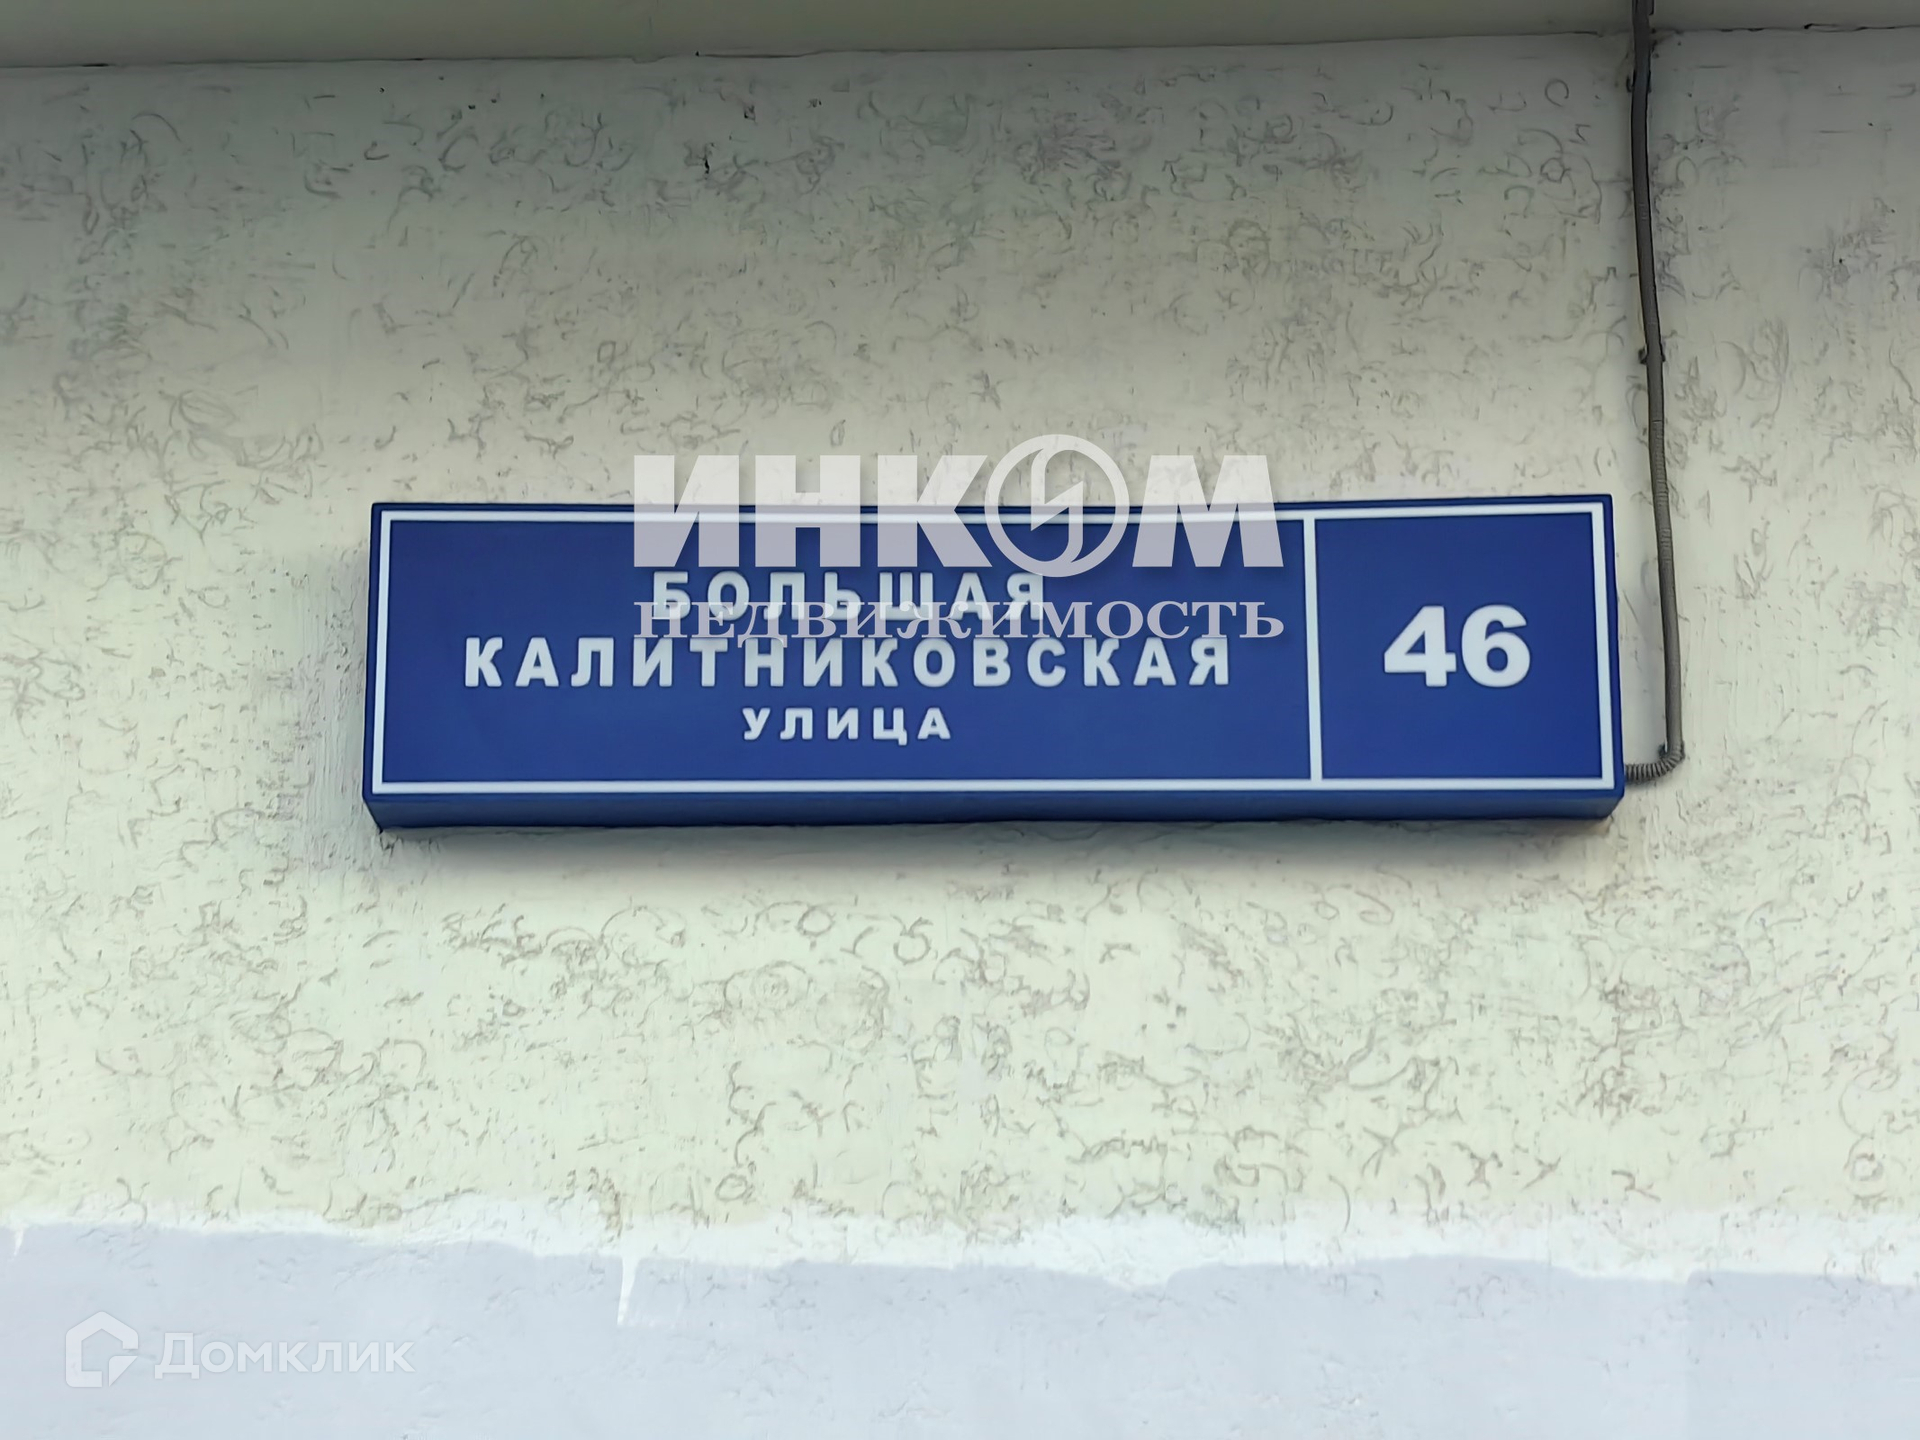 ИНКОМ
БОЛЬШАЯ
НЕДВИЖИМОСТЬ
КАЛИТНИКОВСКАЯ
УЛИЦА
46
Домклик